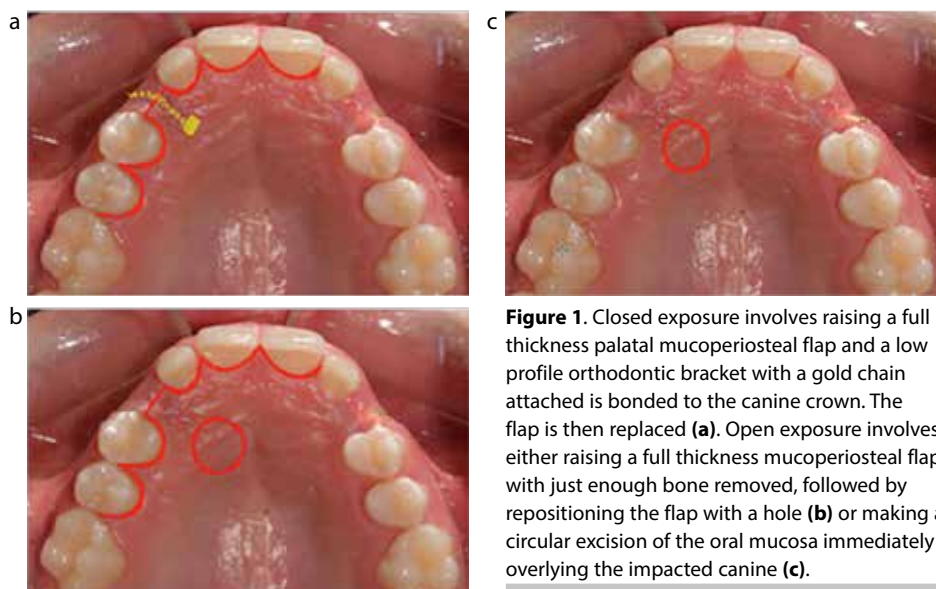 a
c
b
Figure 1. Closed exposure involves raising a full
thickness palatal mucoperiosteal flap and a low
profile orthodontic bracket with a gold chain
attached is bonded to the canine crown. The
flap is then replaced (a). Open exposure involves
either raising a full thickness mucoperiosteal flap
with just enough bone removed, followed by
repositioning the flap with a hole (b) or making a
circular excision of the oral mucosa immediately
overlying the impacted canine (c).